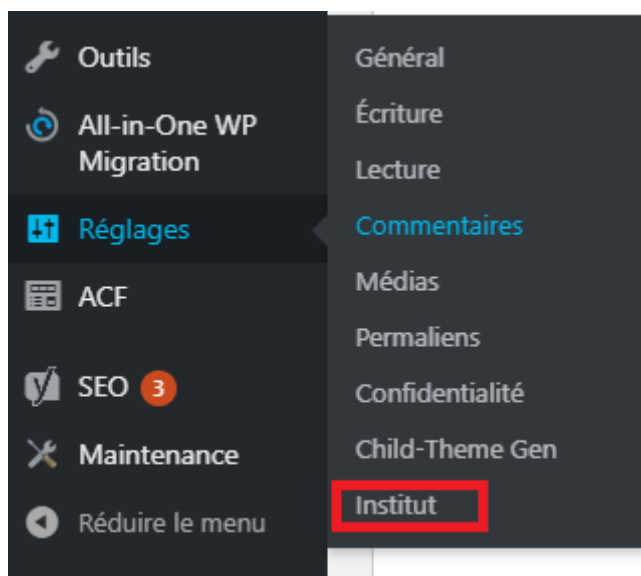 Outils
All-in-One WP
Migration
Réglages
ACF
SEO 3
Maintenance
Réduire le menu
Général
Écriture
Lecture
Commentaires
Médias
Permaliens
Confidentialité
Child-Theme Gen
Institut